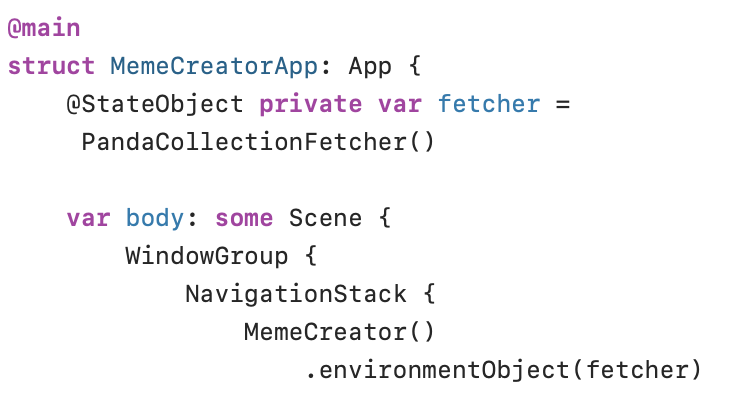 @main
struct MemeCreatorApp: App {
    @StateObject private var fetcher =
     PandaCollectionFetcher()

    var body: some Scene {
        WindowGroup {
            NavigationStack {
                MemeCreator()
                    .environmentObject(fetcher)